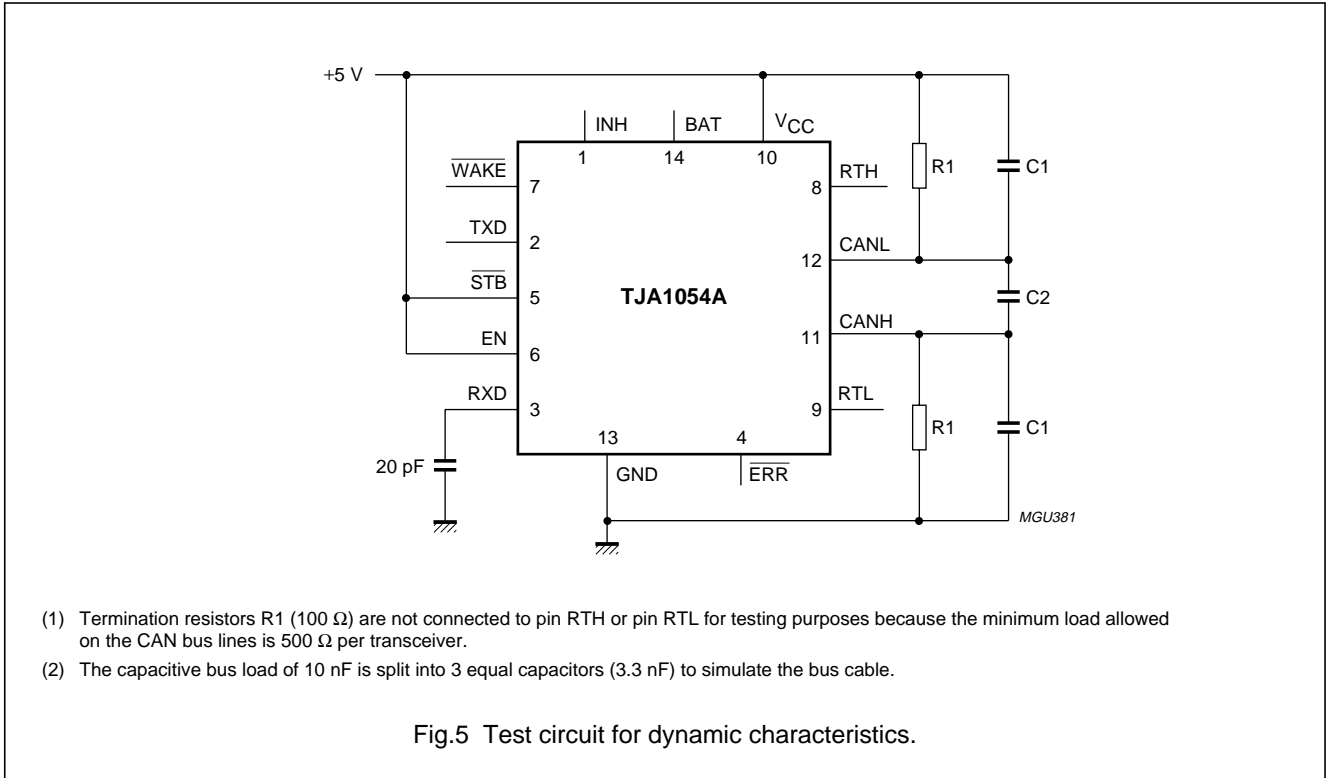 +5 V
INH
BAT
VCC
1
14
10
WAKE
7
RTH
8
R1
C1
TXD
2
CANL
12
STB
5
TJA1054A
C2
EN
6
CANH
11
RXD
3
RTL
9
R1
C1
13
4
20 pF
GND
ERR
MGU381
(1) Termination resistors R1 (100 Ω) are not connected to pin RTH or pin RTL for testing purposes because the minimum load allowed
on the CAN bus lines is 500 Ω per transceiver.
(2) The capacitive bus load of 10 nF is split into 3 equal capacitors (3.3 nF) to simulate the bus cable.
Fig.5 Test circuit for dynamic characteristics.